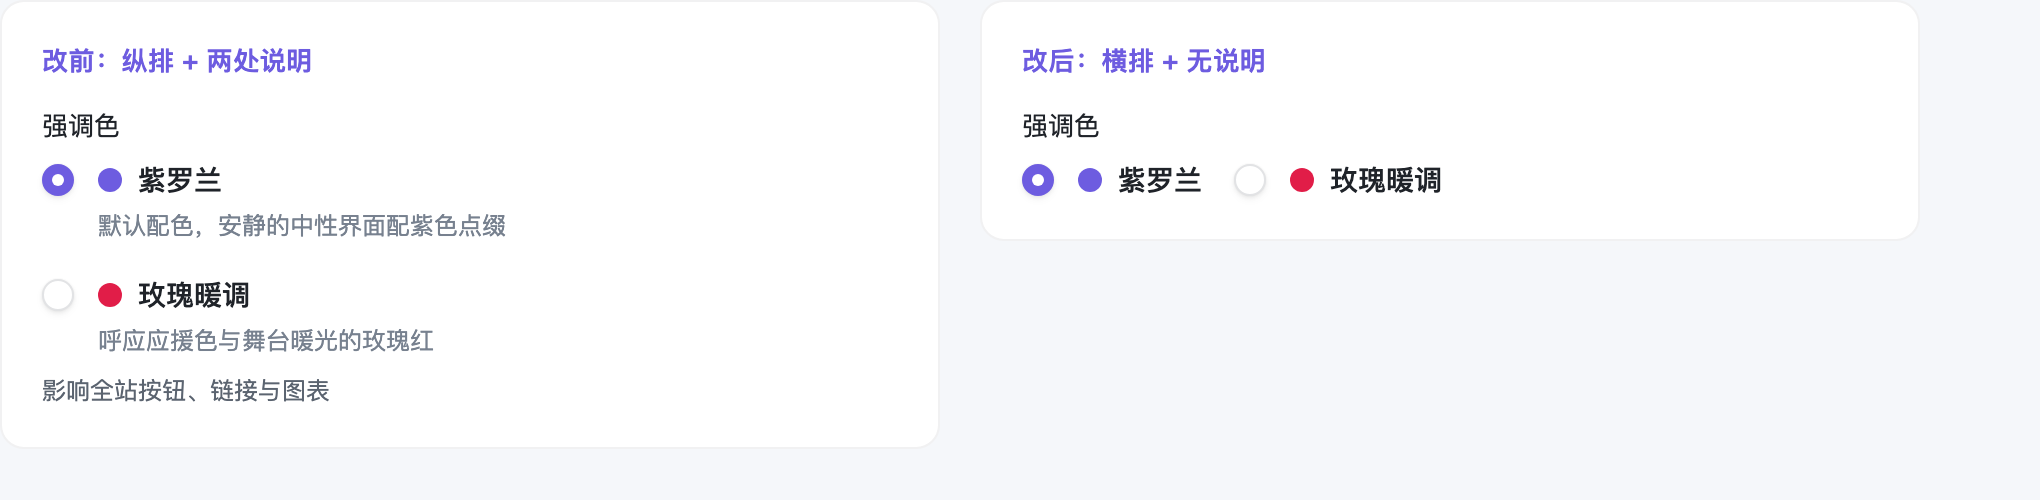 改前：纵排 + 两处说明
强调色
紫罗兰
默认配色，安静的中性界面配紫色点缀
玫瑰暖调
呼应应援色与舞台暖光的玫瑰红
影响全站按钮、链接与图表
改后：横排 + 无说明
强调色
紫罗兰 玫瑰暖调